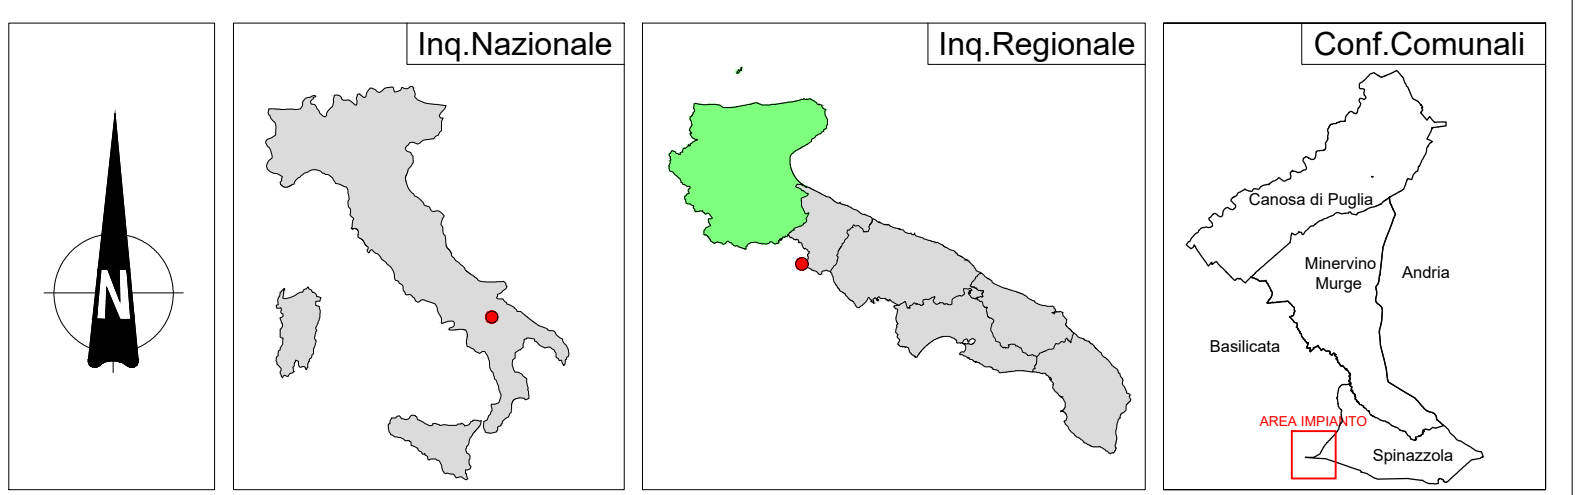 N
Inq.Nazionale
Inq.Regionale
Conf.Comunali
Canosa di Puglia
Minervino
Murge
Andria
Basilicata
AREA IMPIANTO
Spinazzola